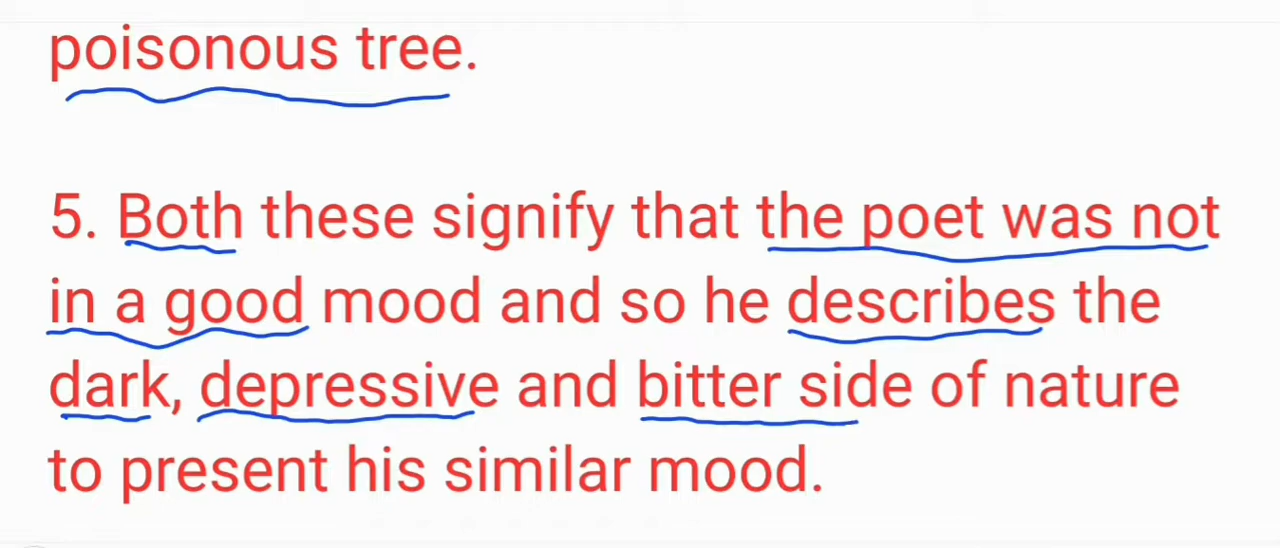 poisonous tree.
5. Both these signify that the poet was not
in a good mood and so he describes the
dark, depressive and bitter side of nature
to present his similar mood.